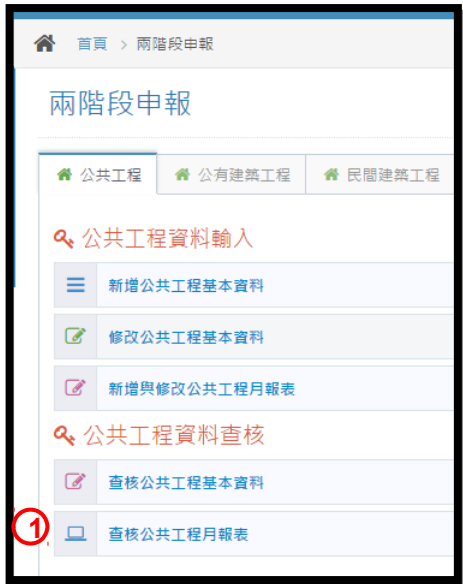 首頁 > 兩階段申報
兩階段申報
公共工程 公有建築工程 民間建築工程
公共工程資料輸入
新增公共工程基本資料
修改公共工程基本資料
新增與修改公共工程月報表
公共工程資料查核
查核公共工程基本資料
1 查核公共工程月報表